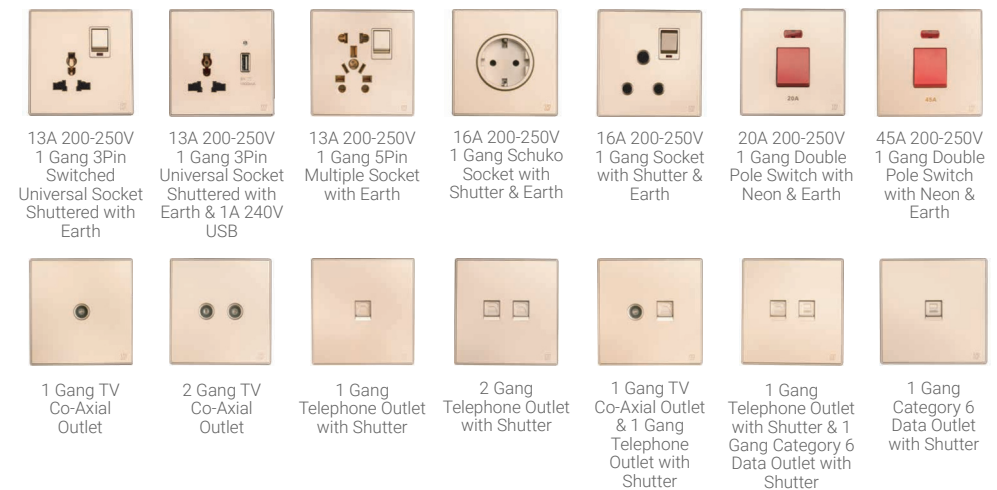 20A
45A
13A 200-250V
1 Gang 3Pin
Switched
Universal Socket
Shuttered with
Earth
13A 200-250V
1 Gang 3Pin
Universal Socket
Shuttered with
Earth & 1A 240V
USB
13A 200-250V
1 Gang 5Pin
Multiple Socket
with Earth
16A 200-250V
1 Gang Schuko
Socket with
Shutter & Earth
16A 200-250V
1 Gang Socket
with Shutter &
Earth
20A 200-250V
1 Gang Double
Pole Switch with
Neon & Earth
45A 200-250V
1 Gang Double
Pole Switch
with Neon &
Earth
1 Gang TV
Co-Axial
Outlet
2 Gang TV
Co-Axial
Outlet
1 Gang
Telephone Outlet
with Shutter
2 Gang
Telephone Outlet
with Shutter
1 Gang TV
Co-Axial Outlet
& 1 Gang
Telephone
Outlet with
Shutter
1 Gang
Telephone Outlet
with Shutter & 1
Gang Category 6
Data Outlet with
Shutter
1 Gang
Category 6
Data Outlet
with Shutter